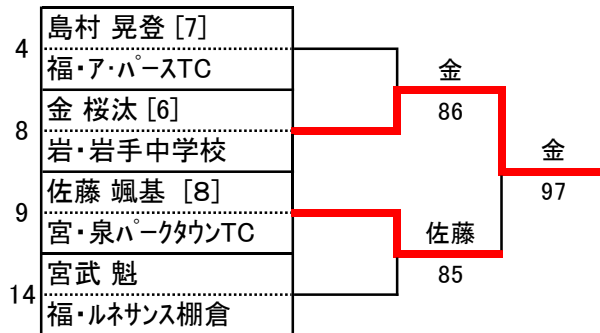 4
島村 晃登 [7]
福・ア・パースTC
8
金 桜汰 [6]
岩・岩手中学校
9
佐藤 颯基 [8]
宮・泉パークタウンTC
14
宮武 魁
福・ルネサンス棚倉
金
86
佐藤
85
金
97